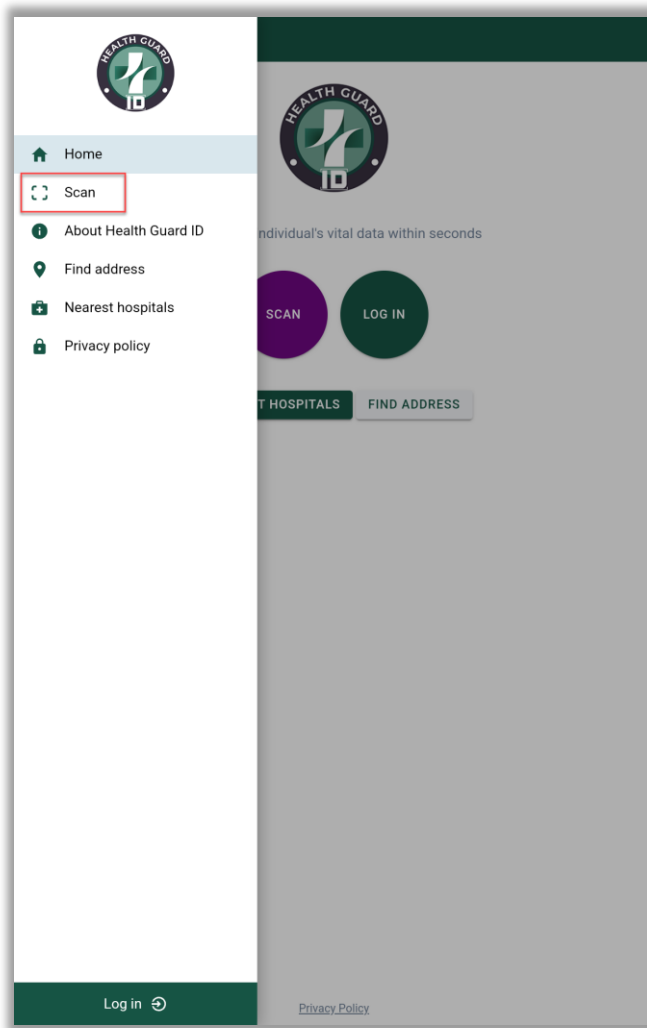 HEALTH GUARD
ID
Home
Scan
About Health Guard ID
Find address
Nearest hospitals
Privacy policy
Log in
HEALTH GUARD
ID
ndividual's vital data within seconds
SCAN
LOG IN
T HOSPITALS
FIND ADDRESS
Privacy Policy